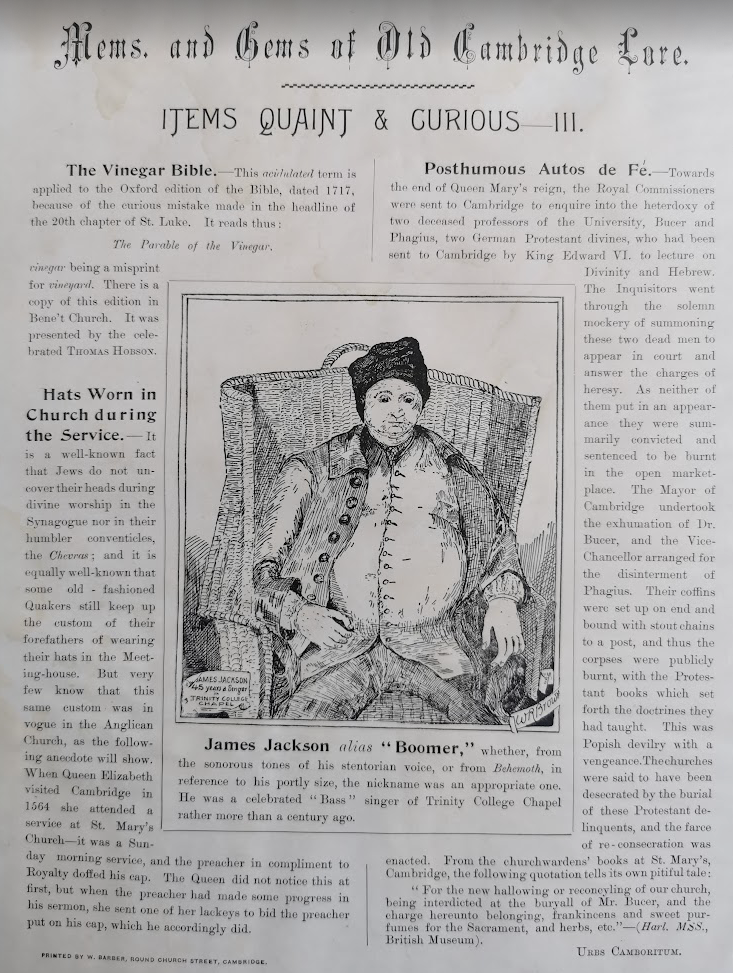 Mems. and Gems of Old Cambridge Lore.
ITEMS QUAINT & CURIOUS—III.
The Vinegar Bible.—This acidulated term is
applied to the Oxford edition of the Bible, dated 1717,
because of the curious mistake made in the headline of
the 20th chapter of St. Luke. It reads thus:
The Parable of the Vinegar,
vinegar being a misprint
for vineyard. There is a
copy of this edition in
Bene't Church. It was
presented by the cele-
brated THOMAS HOBSON.
Hats Worn in
Church during
the Service.—It
is a well-known fact
that Jews do not un-
cover their heads during
divine worship in the
Synagogue nor in their
humbler conventicles,
the Chevras; and it is
equally well-known that
some old-fashioned
Quakers still keep up
the custom of their
forefathers of wearing
their hats in the Meet-
ing-house. But very
few know that this
same custom was in
vogue in the Anglican
Church, as the follow-
ing anecdote will show.
When Queen Elizabeth
visited Cambridge in
1564 she attended a
service at St. Mary's
Church—it was a Sun-
day morning service, and the preacher in compliment to
Royalty doffed his cap. The Queen did not notice this at
first, but when the preacher had made some progress in
his sermon, she sent one of her lackeys to bid the preacher
put on his cap, which he accordingly did.
JAMES JACKSON
years a Singer
TRINITY COLLEGE
CHAPEL
W.R. Brown
James Jackson alias "Boomer," whether, from
the sonorous tones of his stentorian voice, or from Behemoth, in
reference to his portly size, the nickname was an appropriate one.
He was a celebrated "Bass" singer of Trinity College Chapel
rather more than a century ago.
Posthumous Autos de Fé.—Towards
the end of Queen Mary's reign, the Royal Commissioners
were sent to Cambridge to enquire into the heterdoxy of
two deceased professors of the University, Bucer and
Phagius, two German Protestant divines, who had been
sent to Cambridge by King Edward VI. to lecture on
Divinity and Hebrew.
The Inquisitors went
through the solemn
mockery of summoning
these two dead men to
appear in court and
answer the charges of
heresy. As neither of
them put in an appear-
ance they were sum-
marily convicted and
sentenced to be burnt
in the open market-
place. The Mayor of
Cambridge undertook
the exhumation of Dr.
Bucer, and the Vice-
Chancellor arranged for
the disinterment of
Phagius. Their coffins
were set up on end and
bound with stout chains
to a post, and thus the
corpses were publicly
burnt, with the Protes-
tant books which set
forth the doctrines they
had taught. This was
Popish devilry with a
vengeance. The churches
were said to have been
desecrated by the burial
of these Protestant de-
linquents, and the farce
of re-consecration was
enacted. From the churchwardens' books at St. Mary's,
Cambridge, the following quotation tells its own pitiful tale:
"For the new hallowing or reconcyleng of our church,
being interdicted at the buryall of Mr. Bucer, and the
charge hereunto belonging, frankincens and sweet pur-
fumes for the Sacrament, and herbs, etc."—(Harl. MSS.,
British Museum).
URBS CAMBORITUM.
PRINTED BY W. BARBER, ROUND CHURCH STREET, CAMBRIDGE.